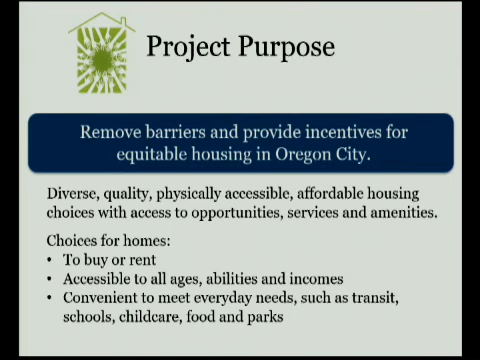 Project Purpose
Remove barriers and provide incentives for
equitable housing in Oregon City.
Diverse, quality, physically accessible, affordable housing
choices with access to opportunities, services and amenities.
Choices for homes:
• To buy or rent
• Accessible to all ages, abilities and incomes
• Convenient to meet everyday needs, such as transit,
schools, childcare, food and parks